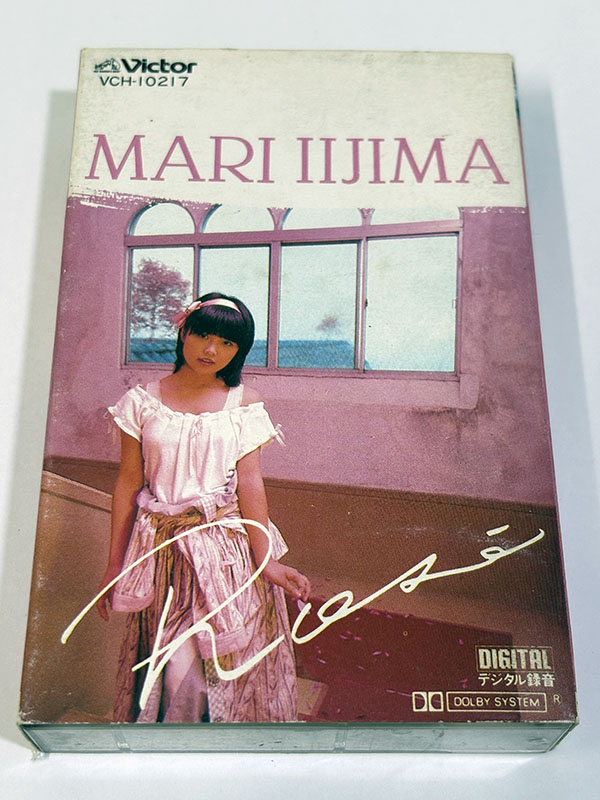 Victor
VCH-10217
MARI IIJIMA
Rosé
DIGITAL
デジタル録音
DOLBY SYSTEM ®